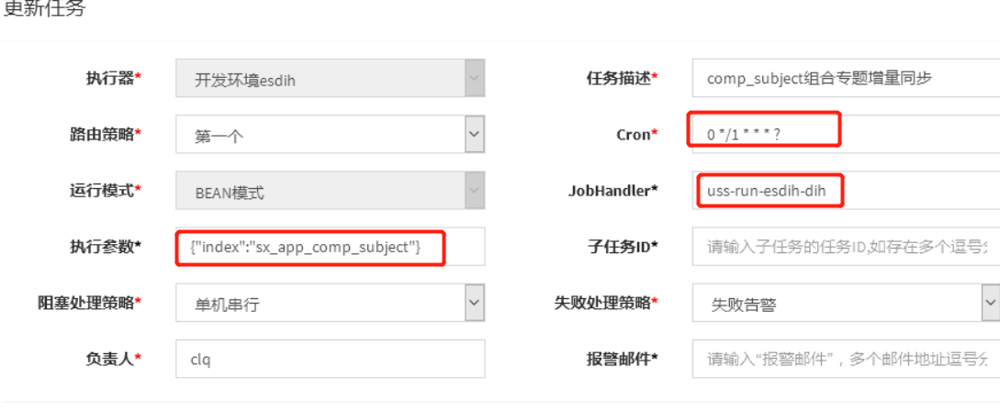 更新任务
执行器* 开发环境esdih 任务描述* comp_subject组合专题增量同步
路由策略* 第一个 Cron* 0 */1 * * * ?
运行模式* BEAN模式 JobHandler* uss-run-esdih-dih
执行参数* {"index":"sx_app_comp_subject"} 子任务ID* 请输入子任务的任务ID,如存在多个逗号
阻塞处理策略* 单机串行 失败处理策略* 失败告警
负责人* clq 报警邮件* 请输入“报警邮件”，多个邮件地址逗号分